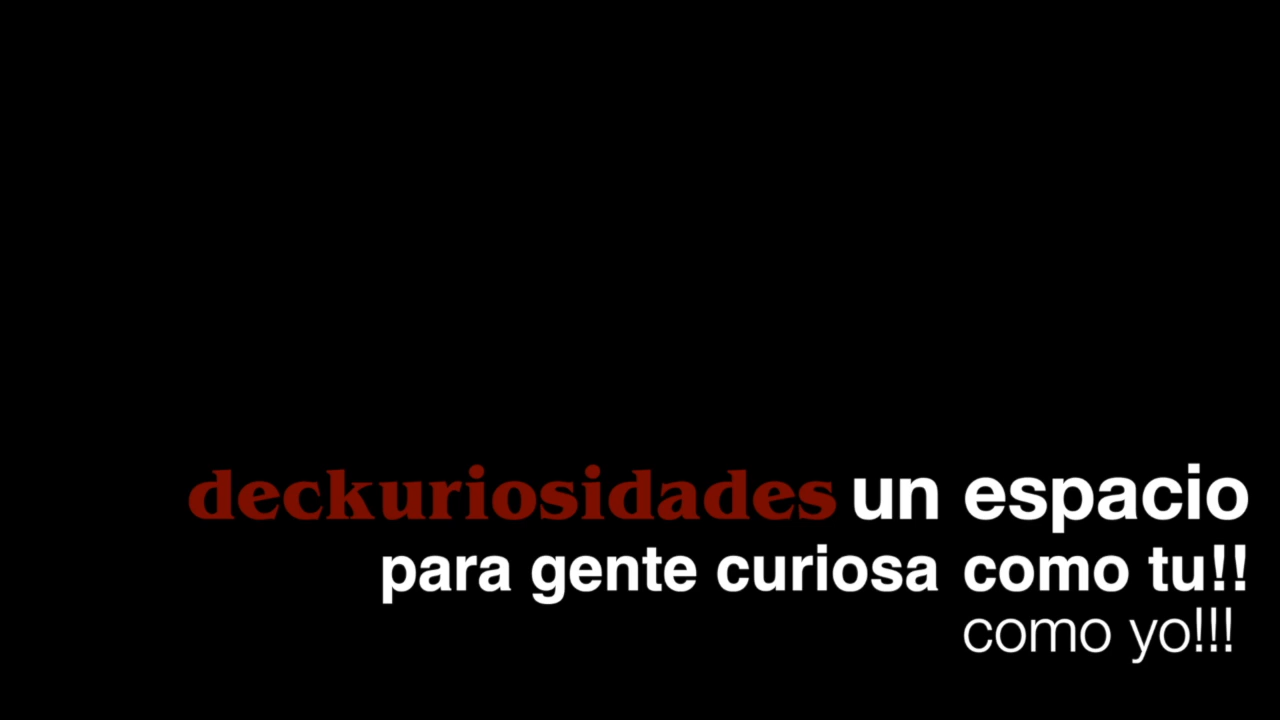 deckuriosidades un espacio
para gente curiosa como tu!!
como yo!!!